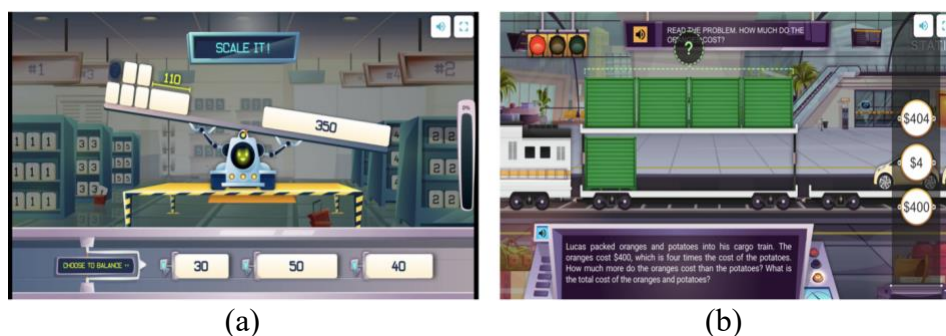 SCALE IT!
#1
#3
#4
#2
110
350
0%
111
33
55
22
CHOOSE TO BALANCE
30
50
40
READ THE PROBLEM. HOW MUCH DO THE
COST?
?
$404
$4
$400
Lucas packed oranges and potatoes into his cargo train. The
oranges cost $400, which is four times the cost of the potatoes.
How much more do the oranges cost than the potatoes? What is
the total cost of the oranges and potatoes?
(a)
(b)